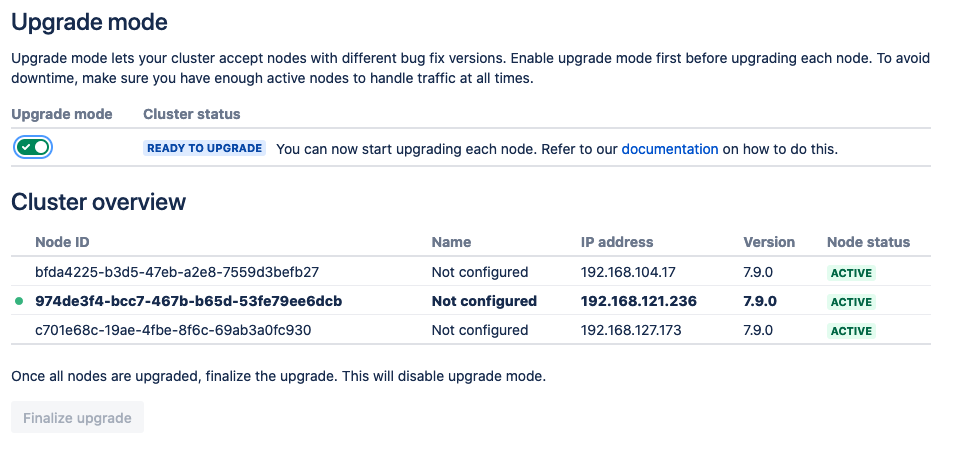 Upgrade mode
Upgrade mode lets your cluster accept nodes with different bug fix versions. Enable upgrade mode first before upgrading each node. To avoid
downtime, make sure you have enough active nodes to handle traffic at all times.
Upgrade mode Cluster status
READY TO UPGRADE You can now start upgrading each node. Refer to our documentation on how to do this.
Cluster overview
Node ID Name IP address Version Node status
bfda4225-b3d5-47eb-a2e8-7559d3befb27 Not configured 192.168.104.17 7.9.0 ACTIVE
974de3f4-bcc7-467b-b65d-53fe79ee6dcb Not configured 192.168.121.236 7.9.0 ACTIVE
c701e68c-19ae-4fbe-8f6c-69ab3a0fc930 Not configured 192.168.127.173 7.9.0 ACTIVE
Once all nodes are upgraded, finalize the upgrade. This will disable upgrade mode.
Finalize upgrade